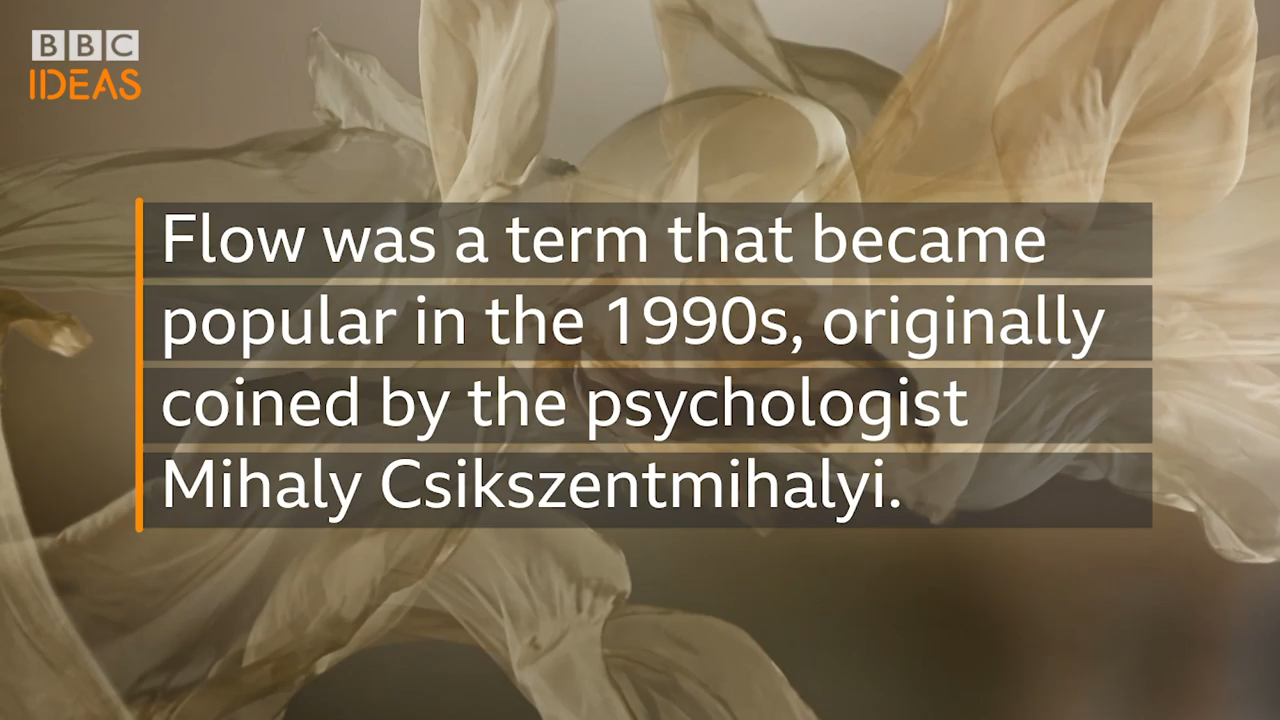 BBC
IDEAS
Flow was a term that became
popular in the 1990s, originally
coined by the psychologist
Mihaly Csikszentmihalyi.